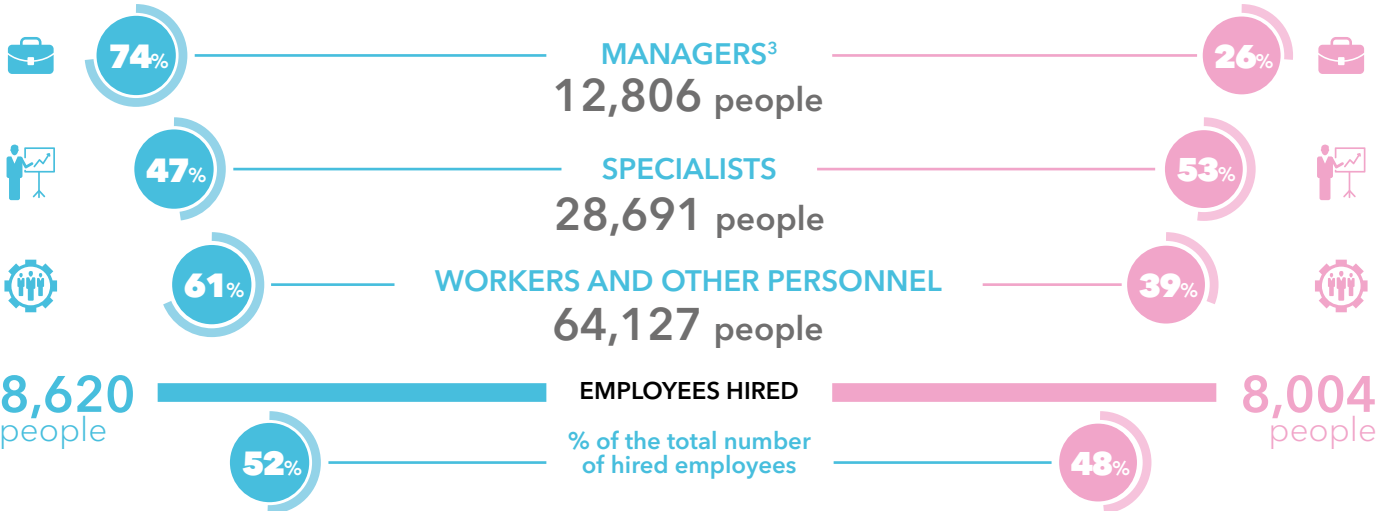 74% MANAGERS3 26%
12,806 people
47% SPECIALISTS 53%
28,691 people
61% WORKERS AND OTHER PERSONNEL 39%
64,127 people
8,620 EMPLOYEES HIRED 8,004
people people
52% % of the total number 48%
of hired employees